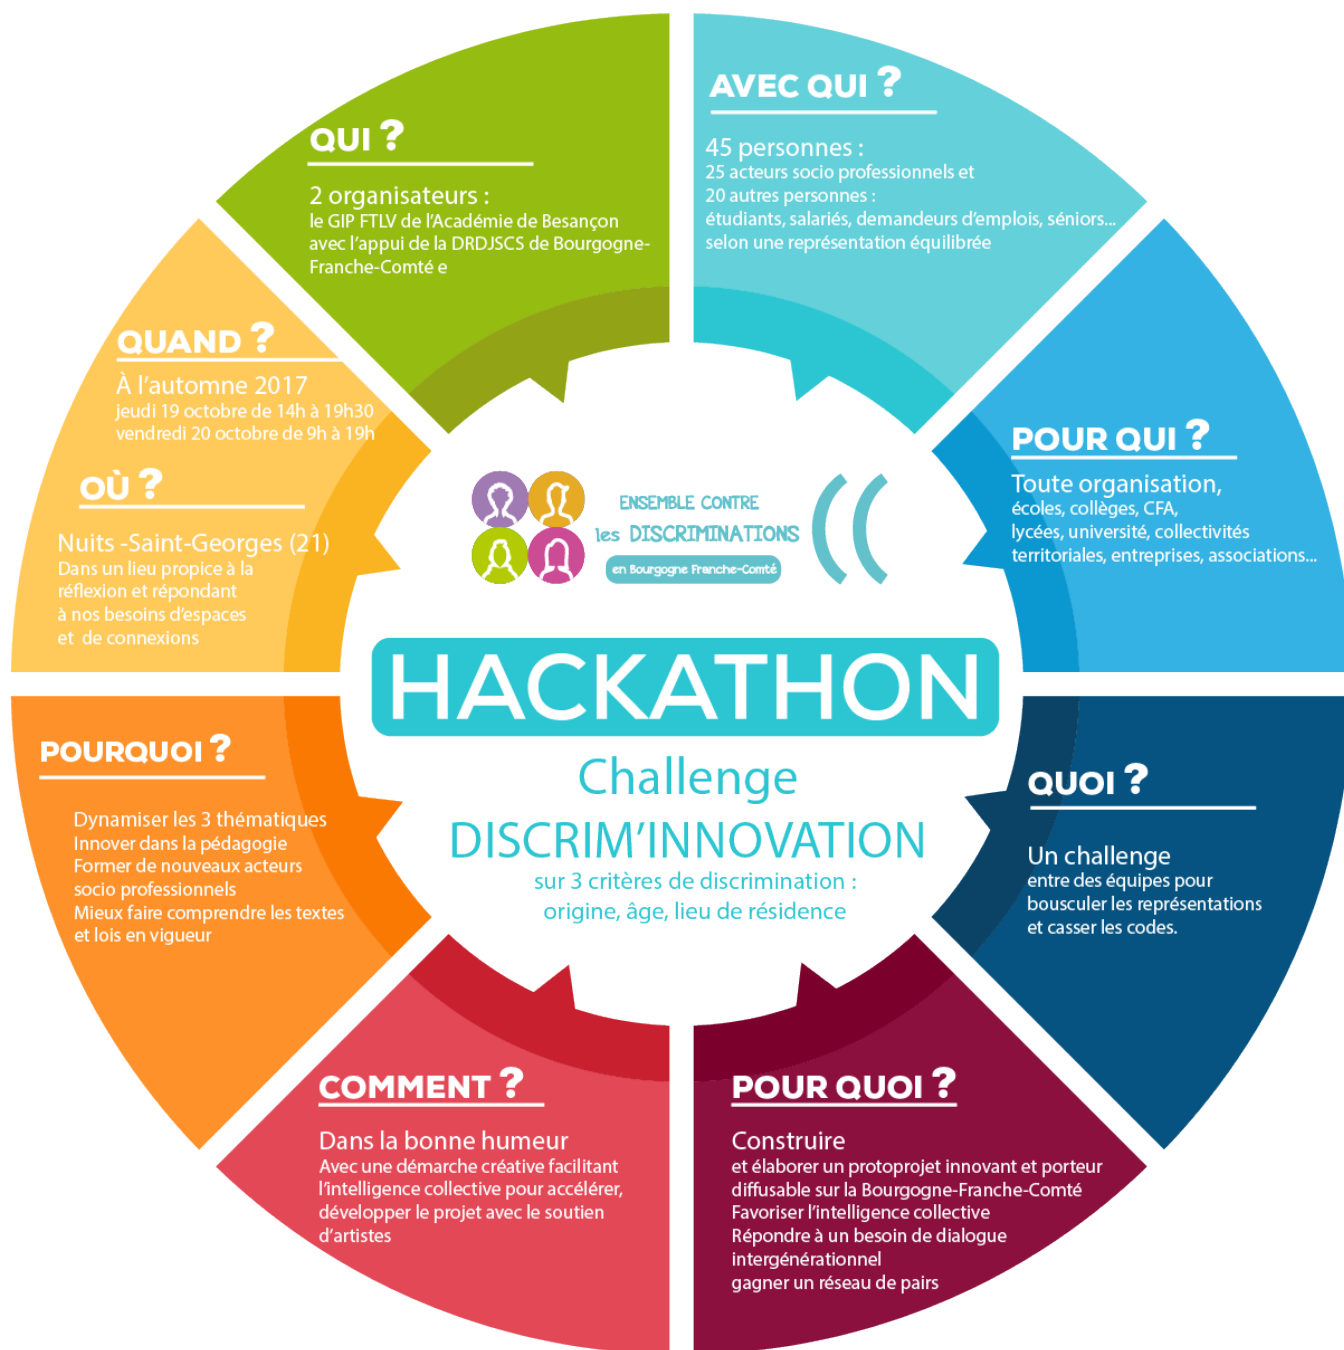 QUI ?
2 organisateurs :
le GIP FTLV de l’Académie de Besançon
avec l’appui de la DRDJSCS de Bourgogne-
Franche-Comté e
AVEC QUI ?
45 personnes :
25 acteurs socio professionnels et
20 autres personnes :
étudiants, salariés, demandeurs d’emplois, séniors...
selon une représentation équilibrée
POUR QUI ?
Toute organisation,
écoles, collèges, CFA,
lycées, université, collectivités
territoriales, entreprises, associations...
QUOI ?
Un challenge
entre des équipes pour
bousculer les représentations
et casser les codes.
POUR QUOI ?
Construire
et élaborer un protoprojet innovant et porteur
diffusable sur la Bourgogne-Franche-Comté
Favoriser l’intelligence collective
Répondre à un besoin de dialogue
intergénérationnel
gagner un réseau de pairs
COMMENT ?
Dans la bonne humeur
Avec une démarche créative facilitant
l’intelligence collective pour accélérer,
développer le projet avec le soutien
d’artistes
POURQUOI ?
Dynamiser les 3 thématiques
Innover dans la pédagogie
Former de nouveaux acteurs
socio professionnels
Mieux faire comprendre les textes
et lois en vigueur
QUAND ?
À l’automne 2017
jeudi 19 octobre de 14h à 19h30
vendredi 20 octobre de 9h à 19h
OÙ ?
Nuits -Saint-Georges (21)
Dans un lieu propice à la
réflexion et répondant
à nos besoins d’espaces
et de connexions
ENSEMBLE CONTRE
les DISCRIMINATIONS
en Bourgogne Franche-Comté
HACKATHON
Challenge
DISCRIM’INNOVATION
sur 3 critères de discrimination :
origine, âge, lieu de résidence